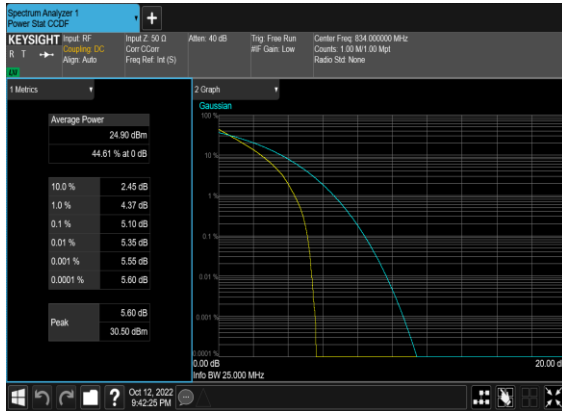 Spectrum Analyzer 1
Power Stat CCDF
+
KEYSIGHT
R T
LU
Input: RF
Coupling: DC
Align: Auto
Input Z: 50 Ω
Corr CCorr
Freq Ref: Int (S)
Atten: 40 dB
Trig: Free Run
#IF Gain: Low
Center Freq: 834.000000 MHz
Counts: 1.00 M/1.00 Mpt
Radio Std: None
1 Metrics
Average Power
24.90 dBm
44.61 % at 0 dB
10.0 % 2.45 dB
1.0 % 4.37 dB
0.1 % 5.10 dB
0.01 % 5.35 dB
0.001 % 5.55 dB
0.0001 % 5.60 dB
Peak
5.60 dB
30.50 dBm
2 Graph
Gaussian
100 %
10 %
1 %
0.1 %
0.01 %
0.001 %
0.0001 %
0.00 dB
20.00 d
Info BW 25.000 MHz
?
Oct 12, 2022
9:42:25 PM